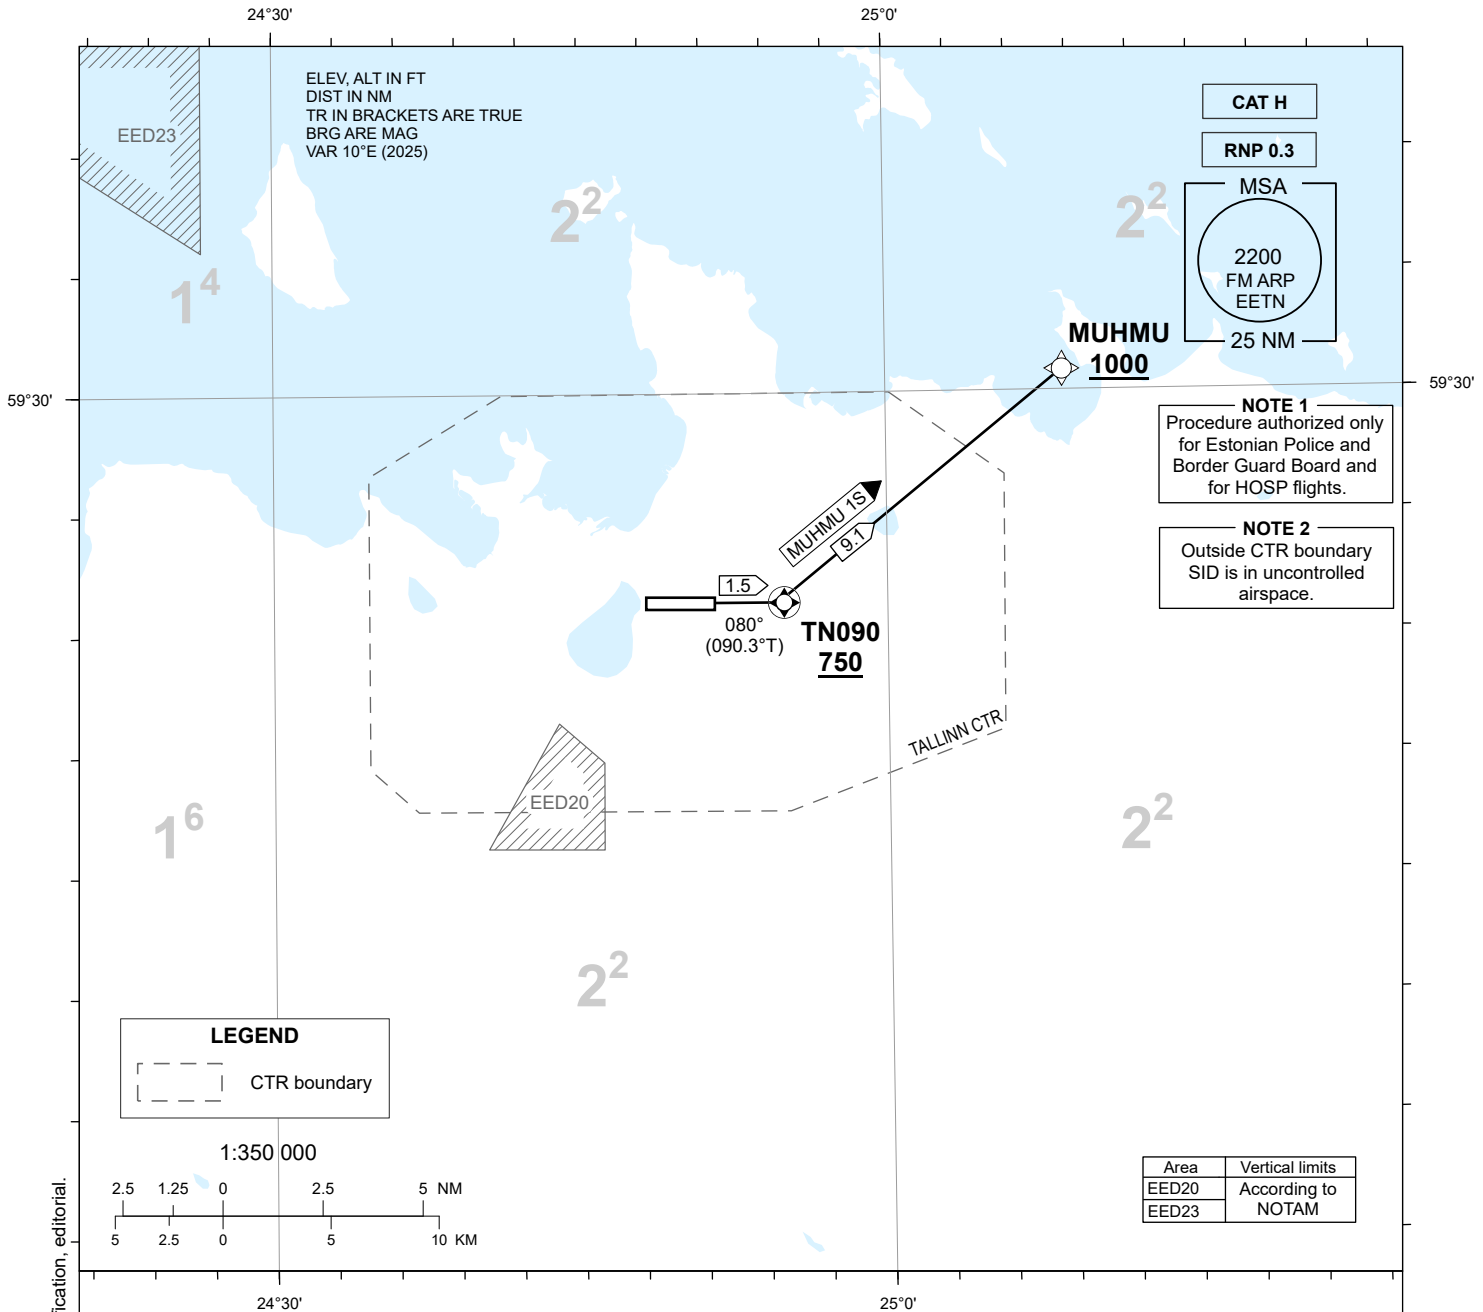 24°30'
25°0'
ELEV, ALT IN FT
DIST IN NM
TR IN BRACKETS ARE TRUE
BRG ARE MAG
VAR 10°E (2025)
EED23
CAT H
RNP 0.3
MSA
2200
FM ARP
EETN
25 NM
2²
2²
1⁴
MUHMU
1000
59°30'
59°30'
NOTE 1
Procedure authorized only
for Estonian Police and
Border Guard Board and
for HOSP flights.
NOTE 2
Outside CTR boundary
SID is in uncontrolled
airspace.
MUHMU 1S
9.1
1.5
080°
(090.3°T)
TN090
750
TALLINN CTR
EED20
1⁶
2²
2²
LEGEND
CTR boundary
1:350 000
2.5 1.25 0 2.5 5 NM
5 2.5 0 5 10 KM
Area Vertical limits
EED20 According to
EED23 NOTAM
editorial.
24°30'
25°0'